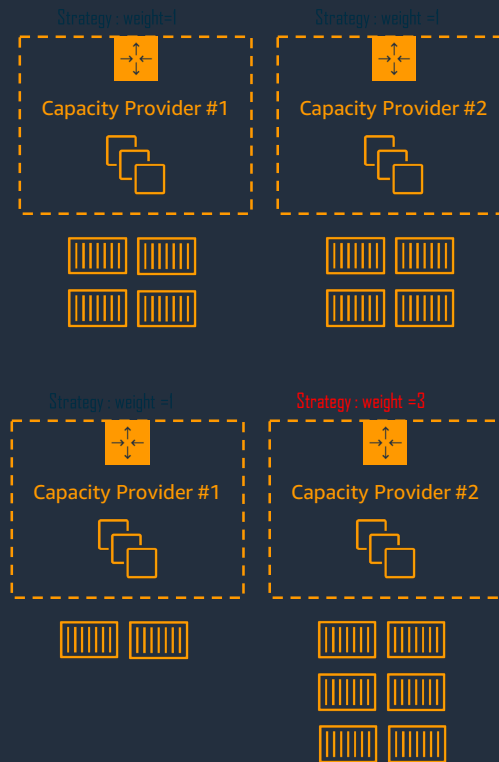 Strategy : weight=1
Strategy : weight =1
Capacity Provider #1
Capacity Provider #2
Strategy : weight =1
Strategy : weight =3
Capacity Provider #1
Capacity Provider #2